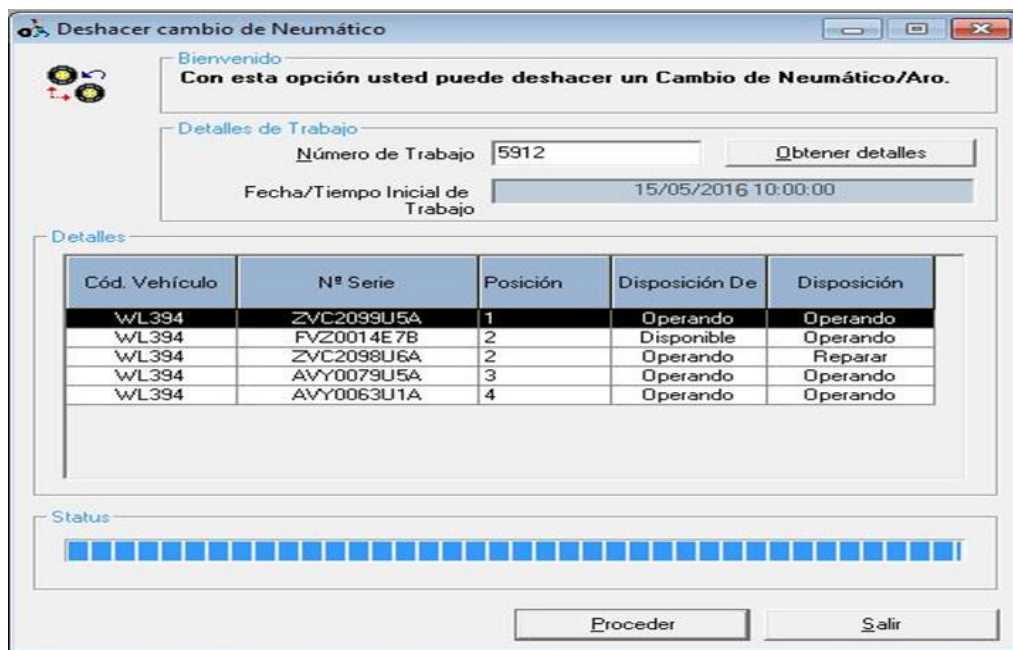 Deshacer cambio de Neumático
Bienvenido
Con esta opción usted puede deshacer un Cambio de Neumático/Aro.
Detalles de Trabajo
Número de Trabajo 5912 Obtener detalles
Fecha/Tiempo Inicial de Trabajo 15/05/2016 10:00:00
Detalles
Cód. Vehículo Nº Serie Posición Disposición De Disposición
WL394 ZVC2099U5A 1 Operando Operando
WL394 FVZ0014E7B 2 Disponible Operando
WL394 ZVC2098U6A 2 Operando Reparar
WL394 AVY0079U5A 3 Operando Operando
WL394 AVY0063U1A 4 Operando Operando
Status
Proceder Salir